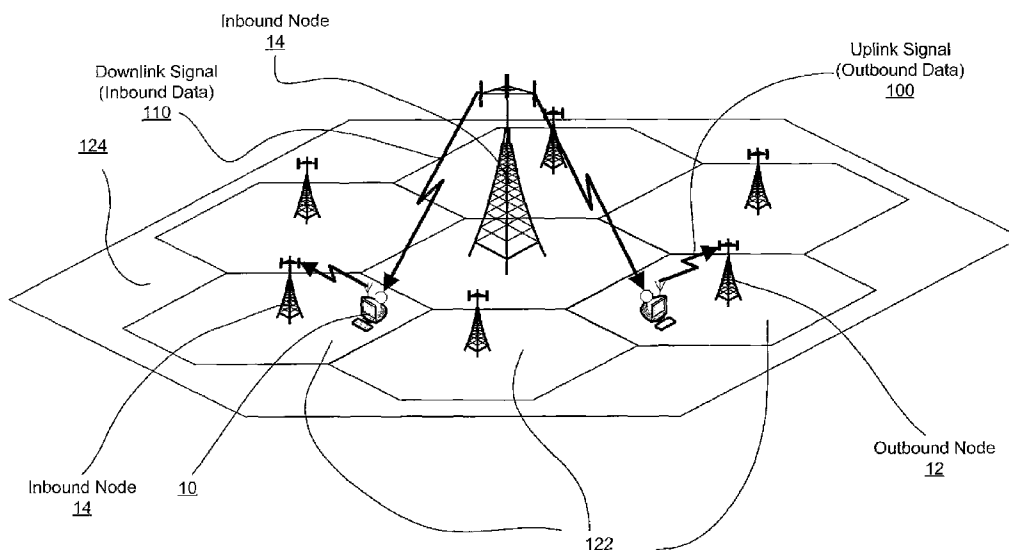 Inbound Node
14
Downlink Signal
(Inbound Data)
110
Uplink Signal
(Outbound Data)
100
124
Inbound Node
14
10
Outbound Node
12
122